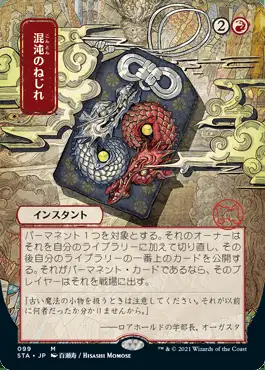 混沌のねじれ
こんとん
2
インスタント
パーマネント1つを対象とする。それのオーナーは
それを自分のライブラリーに加えて切り直し、その
後自分のライブラリーの一番上のカードを公開す
る。それがパーマネント・カードであるなら、そのプ
レイヤーはそれを戦場に出す。
「古い魔法の小物を扱うときは注意してください。それが以前
に何者だったか分かりませんから。」
――ロアホールドの学部長、オーガスタ
099 M
STA・JP 百瀬寿 / HISASHI MOMOSE
™ & © 2021 Wizards of the Coast